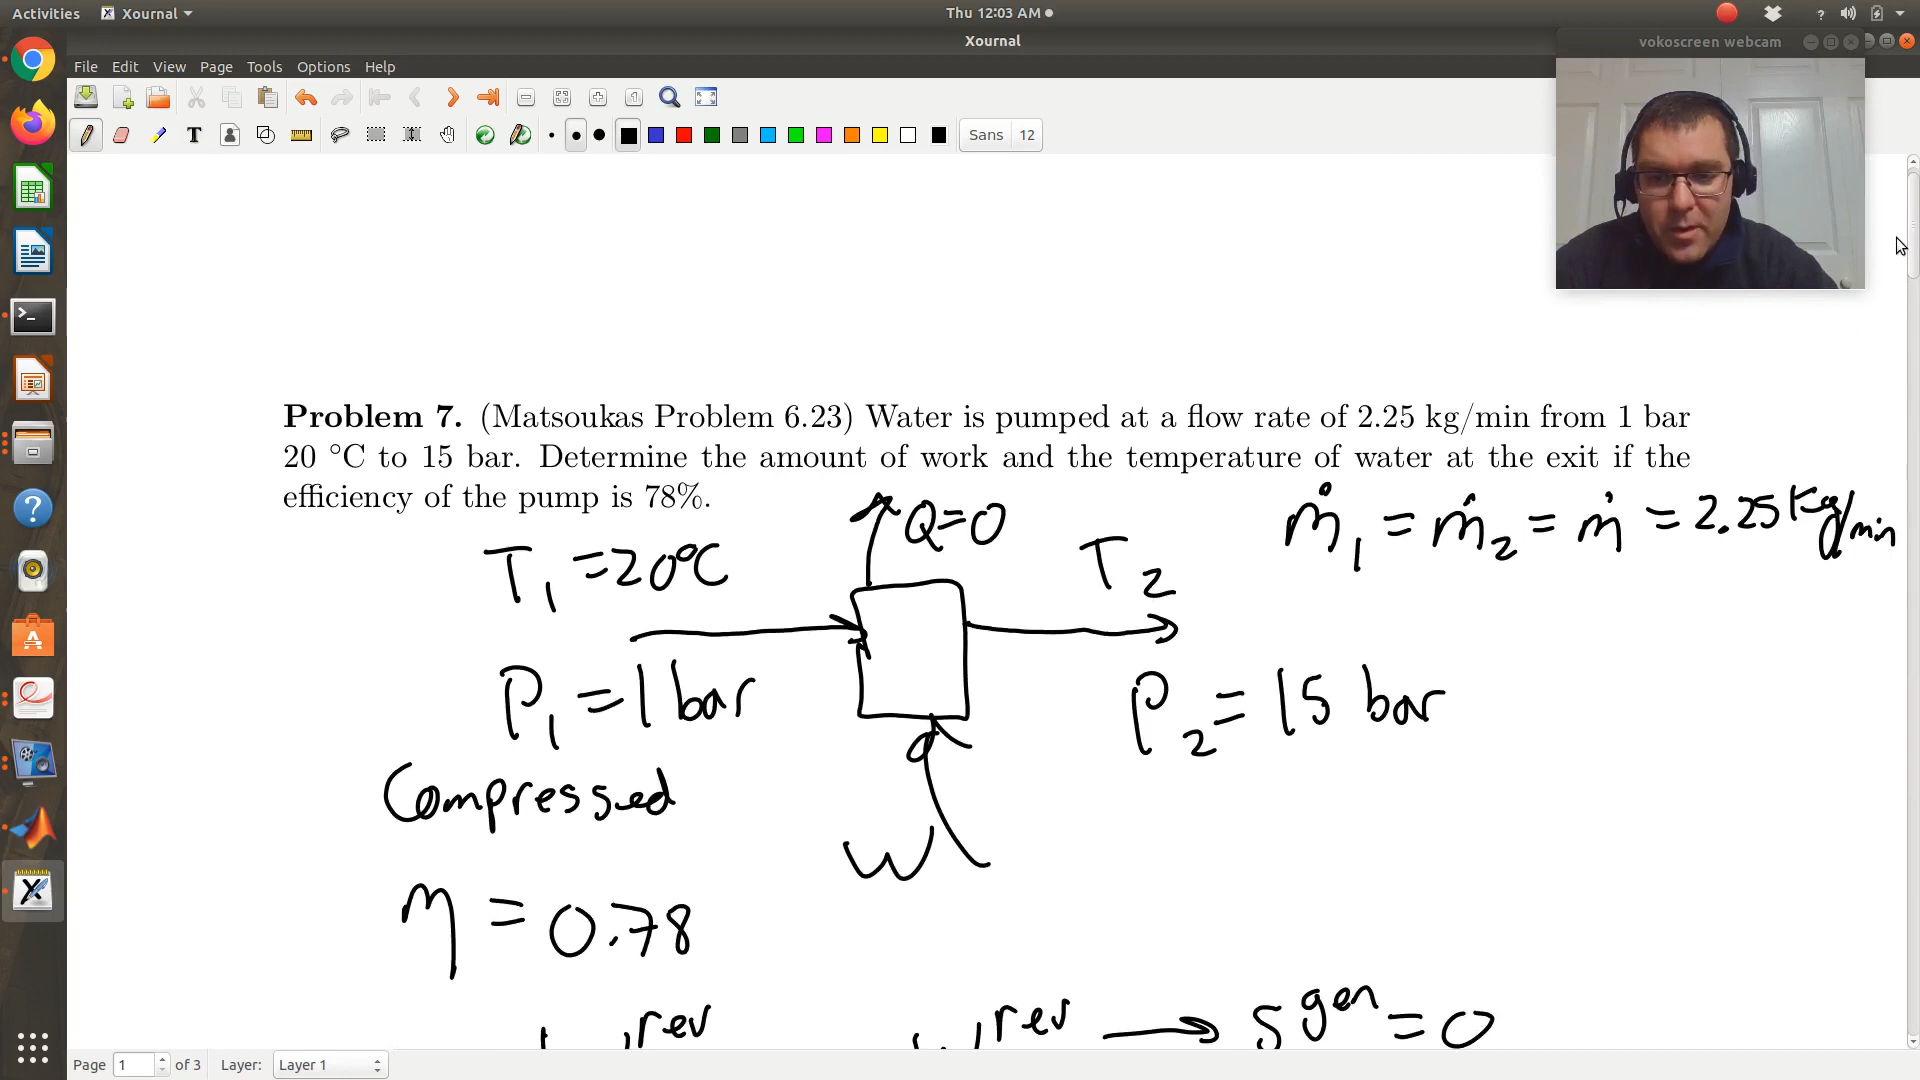 Activities
Xournal
Thu 12:03 AM
Xournal
vokoscreen webcam
File Edit View Page Tools Options Help
Sans 12
Problem 7. (Matsoukas Problem 6.23) Water is pumped at a flow rate of 2.25 kg/min from 1 bar
20 °C to 15 bar. Determine the amount of work and the temperature of water at the exit if the
efficiency of the pump is 78%.
Q=0
ṁ₁ = ṁ₂ = ṁ = 2.25 kg/min
T₁ = 20°C
T₂
P₁ = 1 bar
P₂ = 15 bar
Compressed
W
η = 0.78
rev
rev → S^gen = 0
Page 1 of 3 Layer: Layer 1